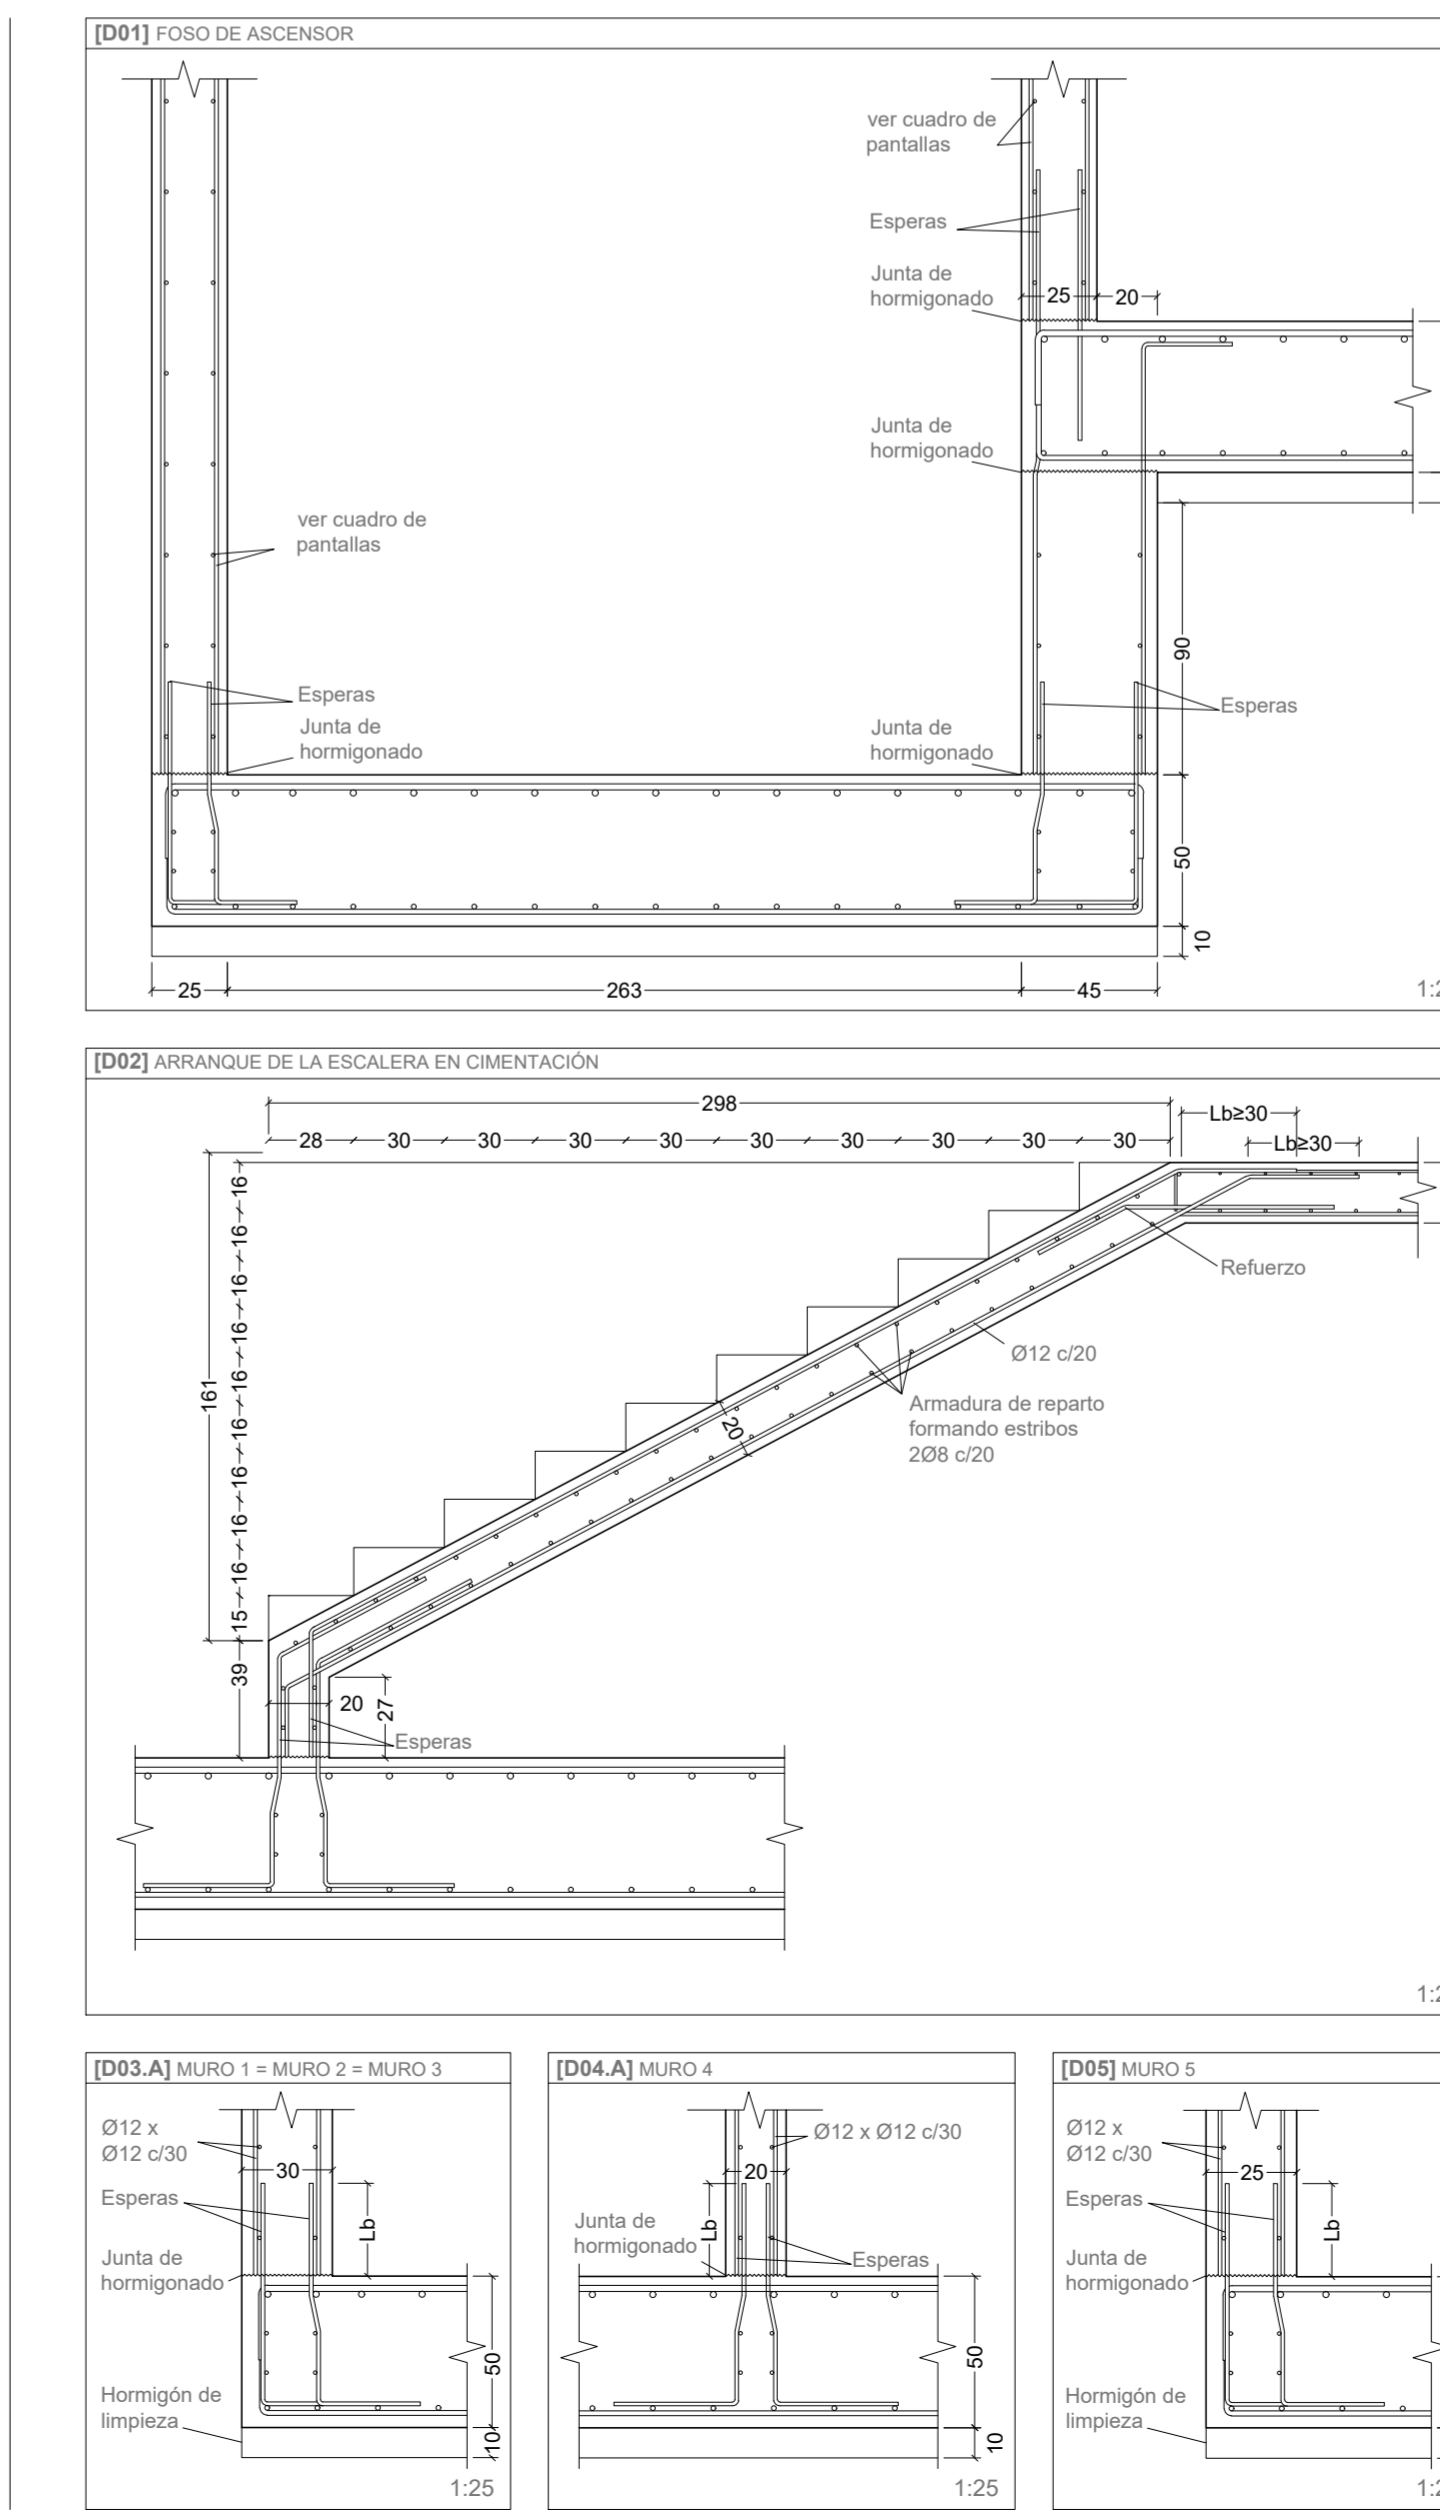 [D01] FOSO DE ASCENSOR
ver cuadro de
pantallas
Esperas
Junta de
hormigonado
25
20
Junta de
hormigonado
ver cuadro de
pantallas
90
Esperas
Junta de
hormigonado
Junta de
hormigonado
Esperas
50
10
25
263
45
[D02] ARRANQUE DE LA ESCALERA EN CIMENTACIÓN
298
Lb≥30
28
30
30
30
30
30
30
30
30
30
Lb≥30
16
16
16
16
16
16
16
16
16
15
161
39
Refuerzo
Ø12 c/20
Armadura de reparto
formando estribos
2Ø8 c/20
20
20
27
Esperas
[D03.A] MURO 1 = MURO 2 = MURO 3
Ø12 x
Ø12 c/30
30
Esperas
Lb
Junta de
hormigonado
50
Hormigón de
limpieza
10
1:25
[D04.A] MURO 4
Ø12 x Ø12 c/30
20
Lb
Junta de
hormigonado
Esperas
50
10
1:25
[D05] MURO 5
Ø12 x
Ø12 c/30
25
Esperas
Lb
Junta de
hormigonado
50
Hormigón de
limpieza